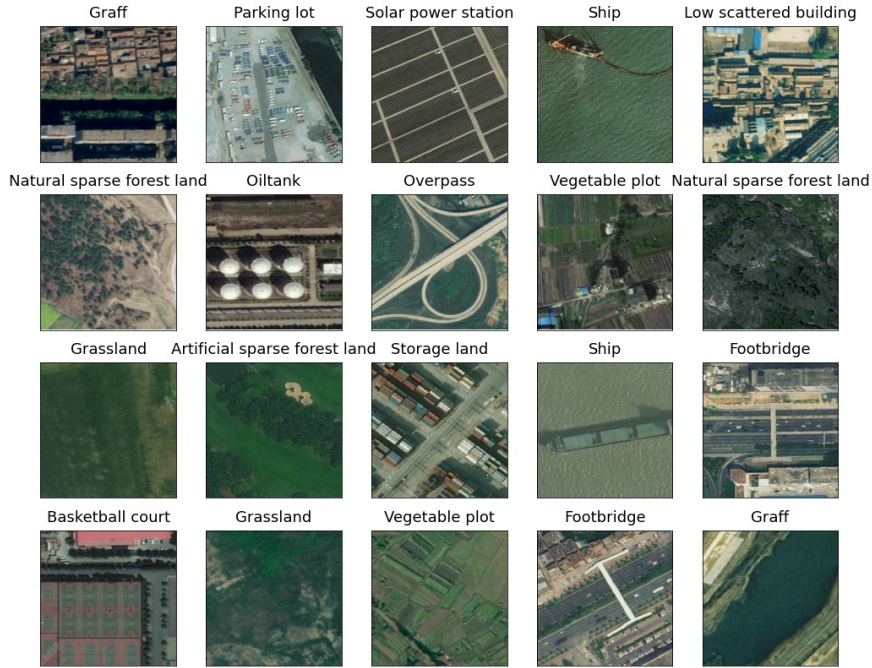 Graff
Parking lot
Solar power station
Ship
Low scattered building
Natural sparse forest land
Oiltank
Overpass
Vegetable plot
Natural sparse forest land
Grassland
Artificial sparse forest land
Storage land
Ship
Footbridge
Basketball court
Grassland
Vegetable plot
Footbridge
Graff